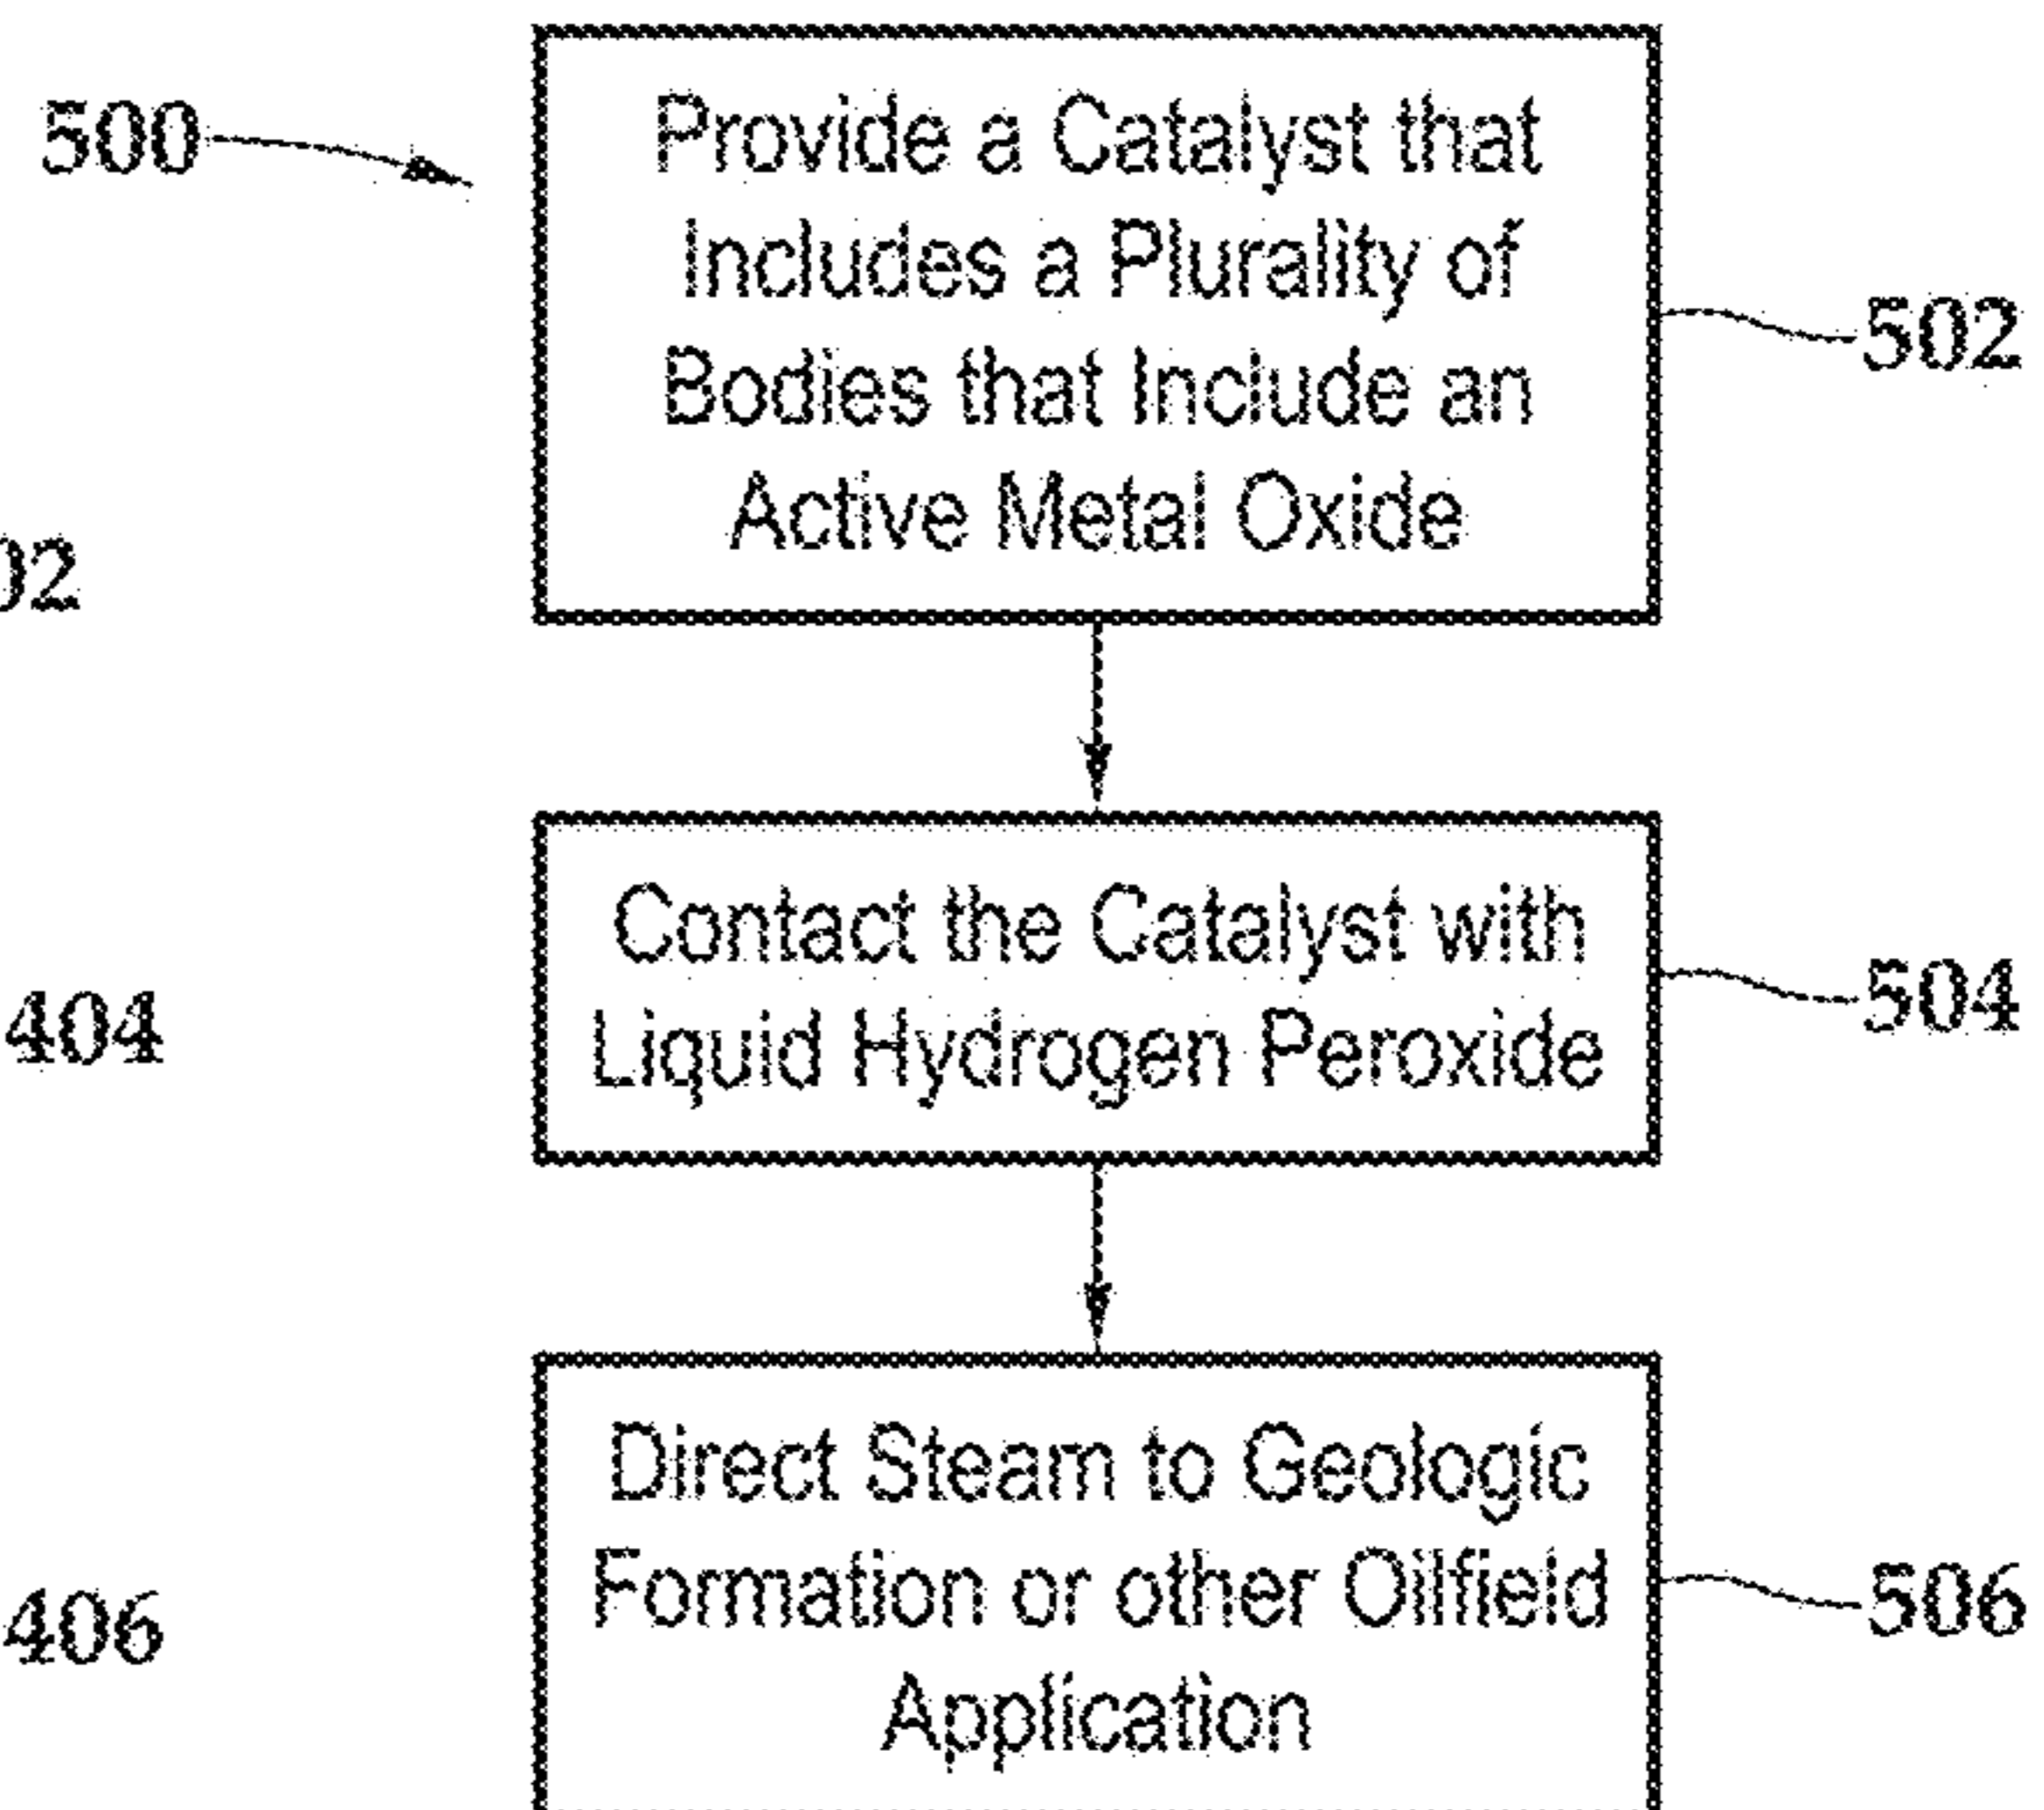 500
Provide a Catalyst that
Includes a Plurality of
Bodies that Include an
Active Metal Oxide
502
02
Contact the Catalyst with
Liquid Hydrogen Peroxide
504
404
Direct Steam to Geologic
Formation or other Oilfield
Application
506
406